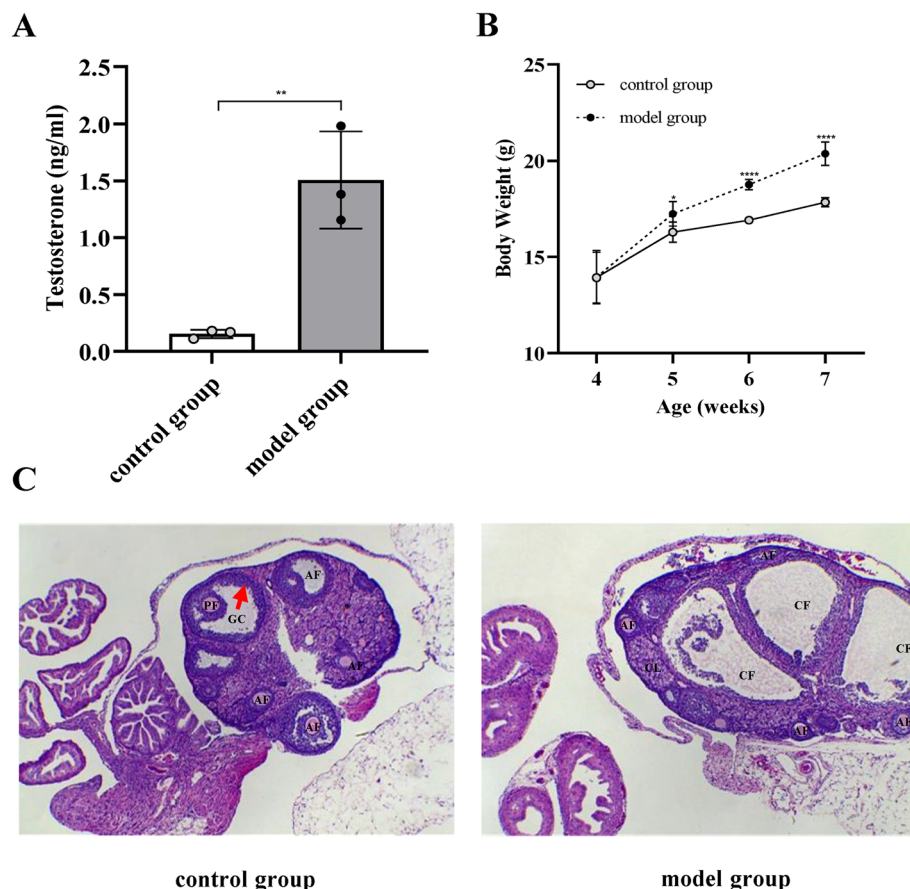 A
Testosterone (ng/ml)
2.5
2.0
1.5
1.0
0.5
0.0
**
control group
model group
B
Body Weight (g)
25
20
15
10
control group
model group
*
****
****
4 5 6 7
Age (weeks)
C
AF
PF
GC
AF
AF
AF
control group
AF
CF
AF
CF
GL
CF
AF
AF
model group